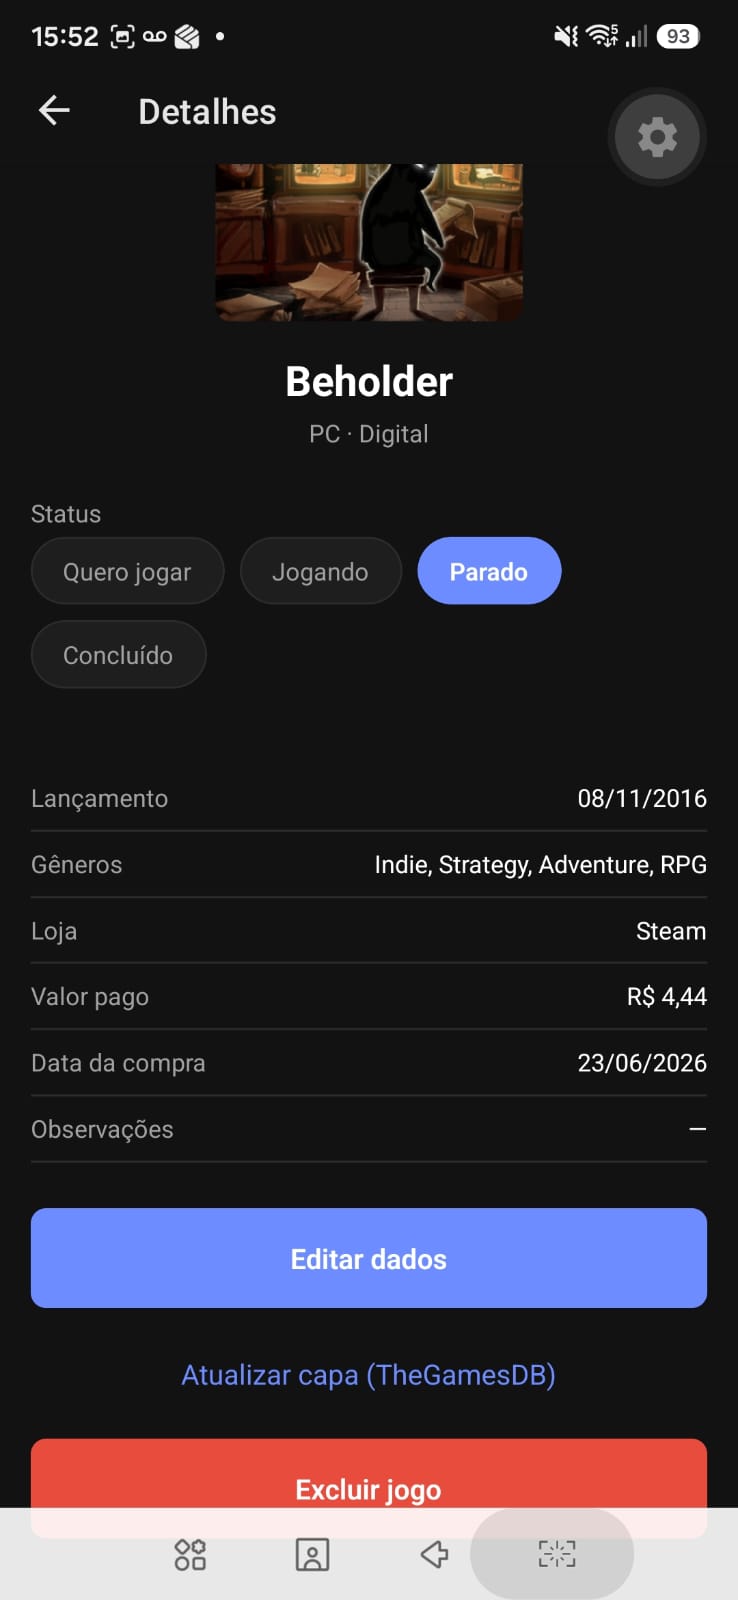 15:52
5
93
Detalhes
Beholder
PC · Digital
Status
Quero jogar
Jogando
Parado
Concluído
Lançamento
08/11/2016
Gêneros
Indie, Strategy, Adventure, RPG
Loja
Steam
Valor pago
R$ 4,44
Data da compra
23/06/2026
Observações
—
Editar dados
Atualizar capa (TheGamesDB)
Excluir jogo